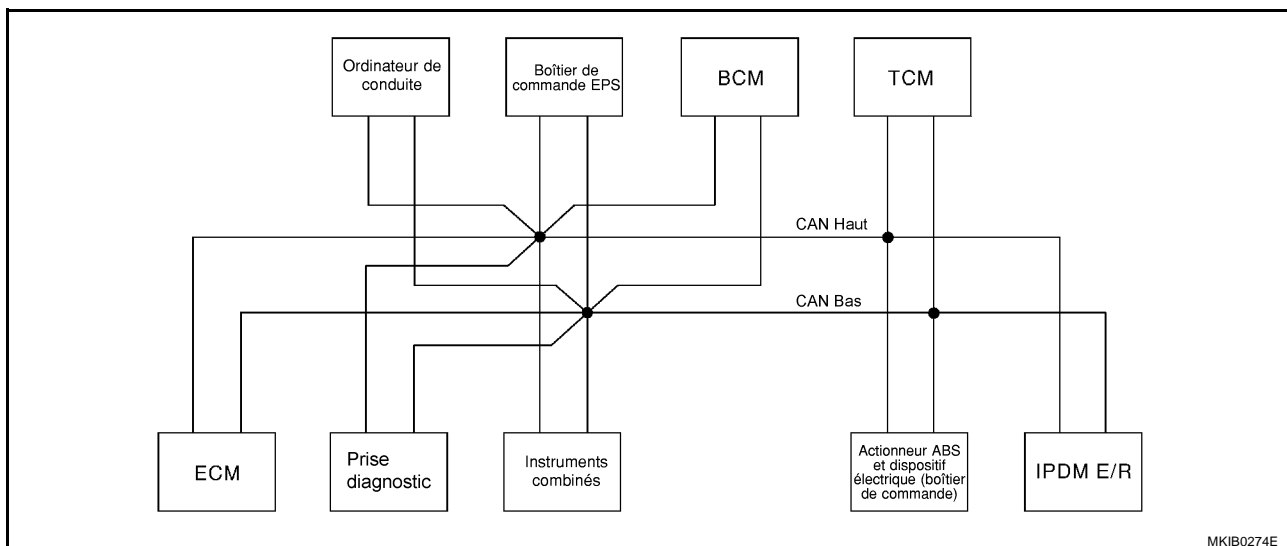 Ordinateur de
conduite
Boîtier de
commande EPS
BCM
TCM
CAN Haut
CAN Bas
ECM
Prise
diagnostic
Instruments
combinés
Actionneur ABS
et dispositif
électrique (boîtier
de commande)
IPDM E/R
MKIB0274E